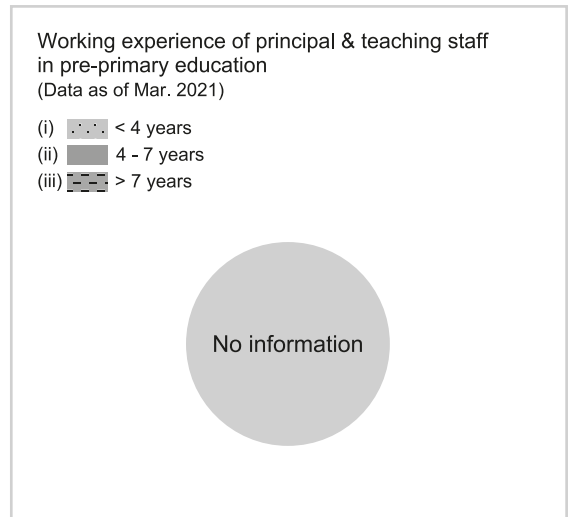 Working experience of principal & teaching staff
in pre-primary education
(Data as of Mar. 2021)
(i) < 4 years
(ii) 4 - 7 years
(iii) > 7 years
No information